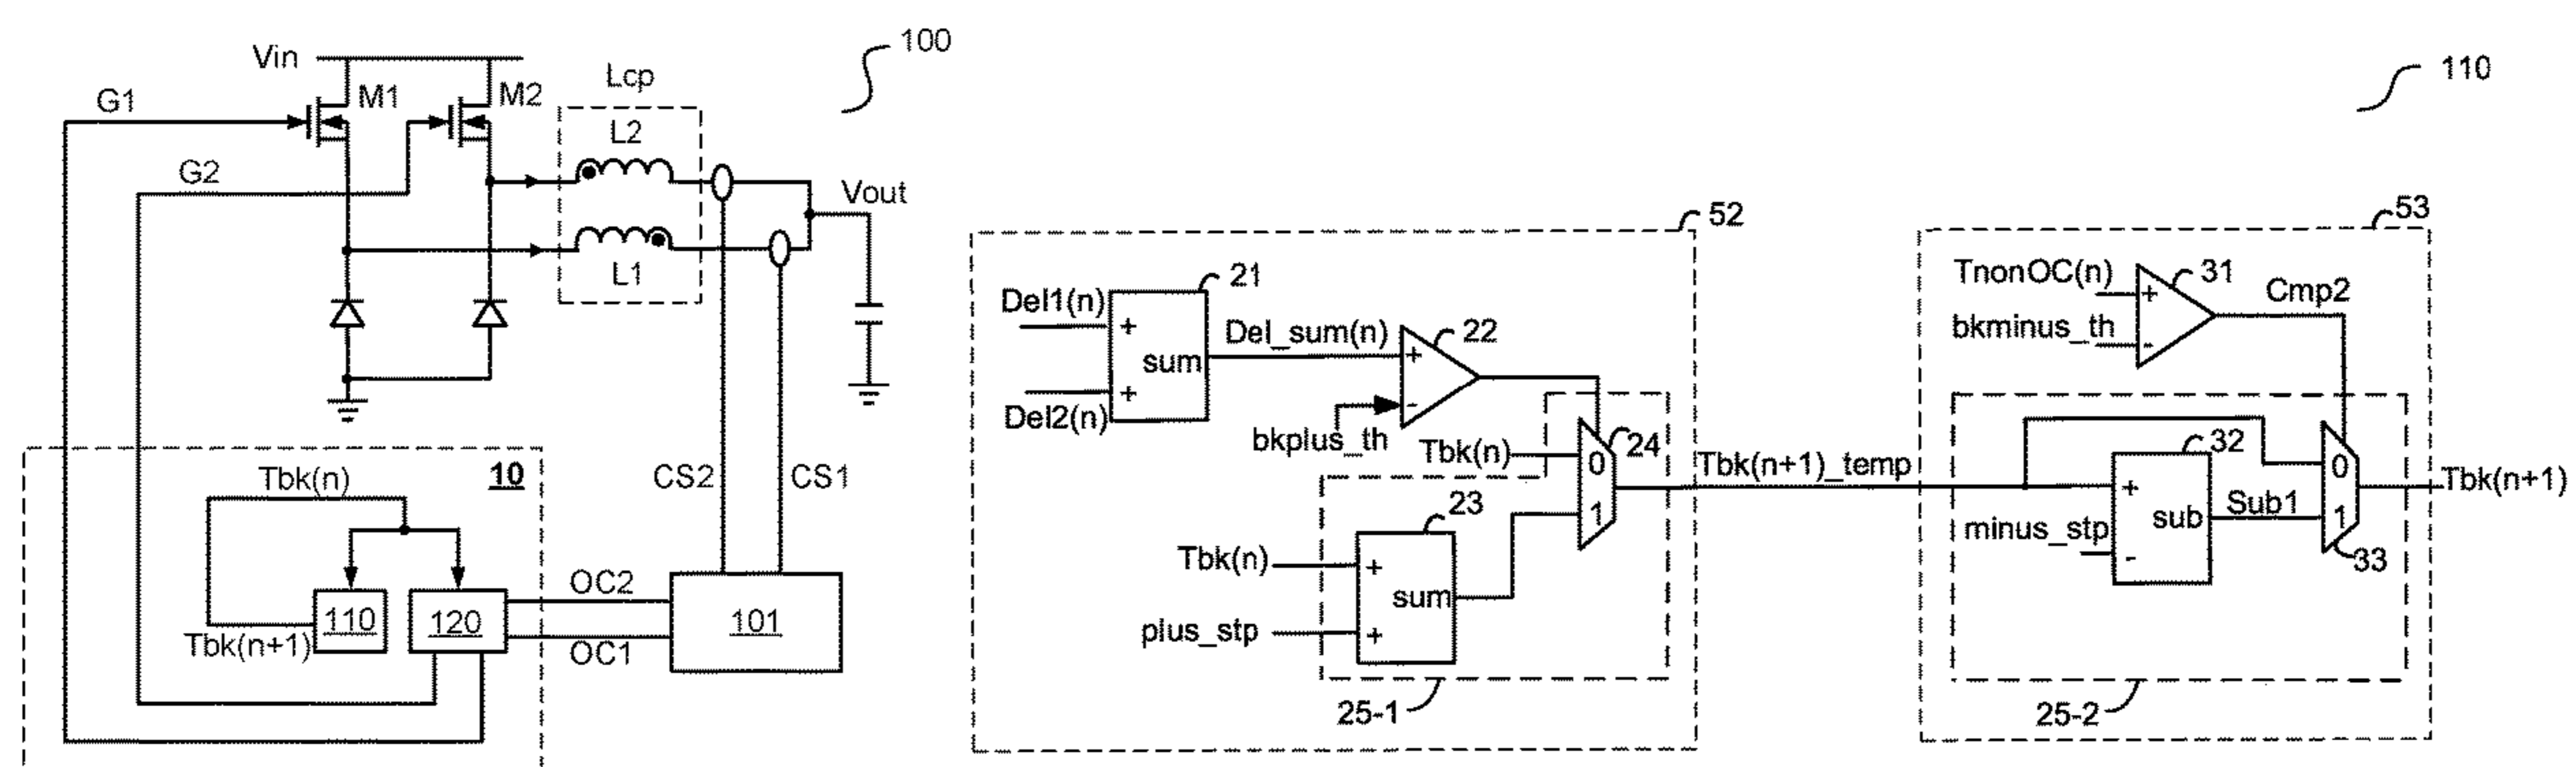 100
Vin
Lcp
G1
M1
M2
L2
G2
Vout
L1
Tbk(n)
10
CS2
CS1
110
120
OC2
OC1
Tbk(n+1)
101
110
52
53
21
Del1(n)
+
sum
+
Del2(n)
Del_sum(n)
22
+
-
bkplus_th
Tbk(n)
24
0
1
23
Tbk(n)
+
sum
plus_stp
+
25-1
Tbk(n+1)_temp
TnonOC(n)
31
+
Cmp2
bkminus_th
-
32
+
sub
Sub1
minus_stp
-
0
1
33
Tbk(n+1)
25-2